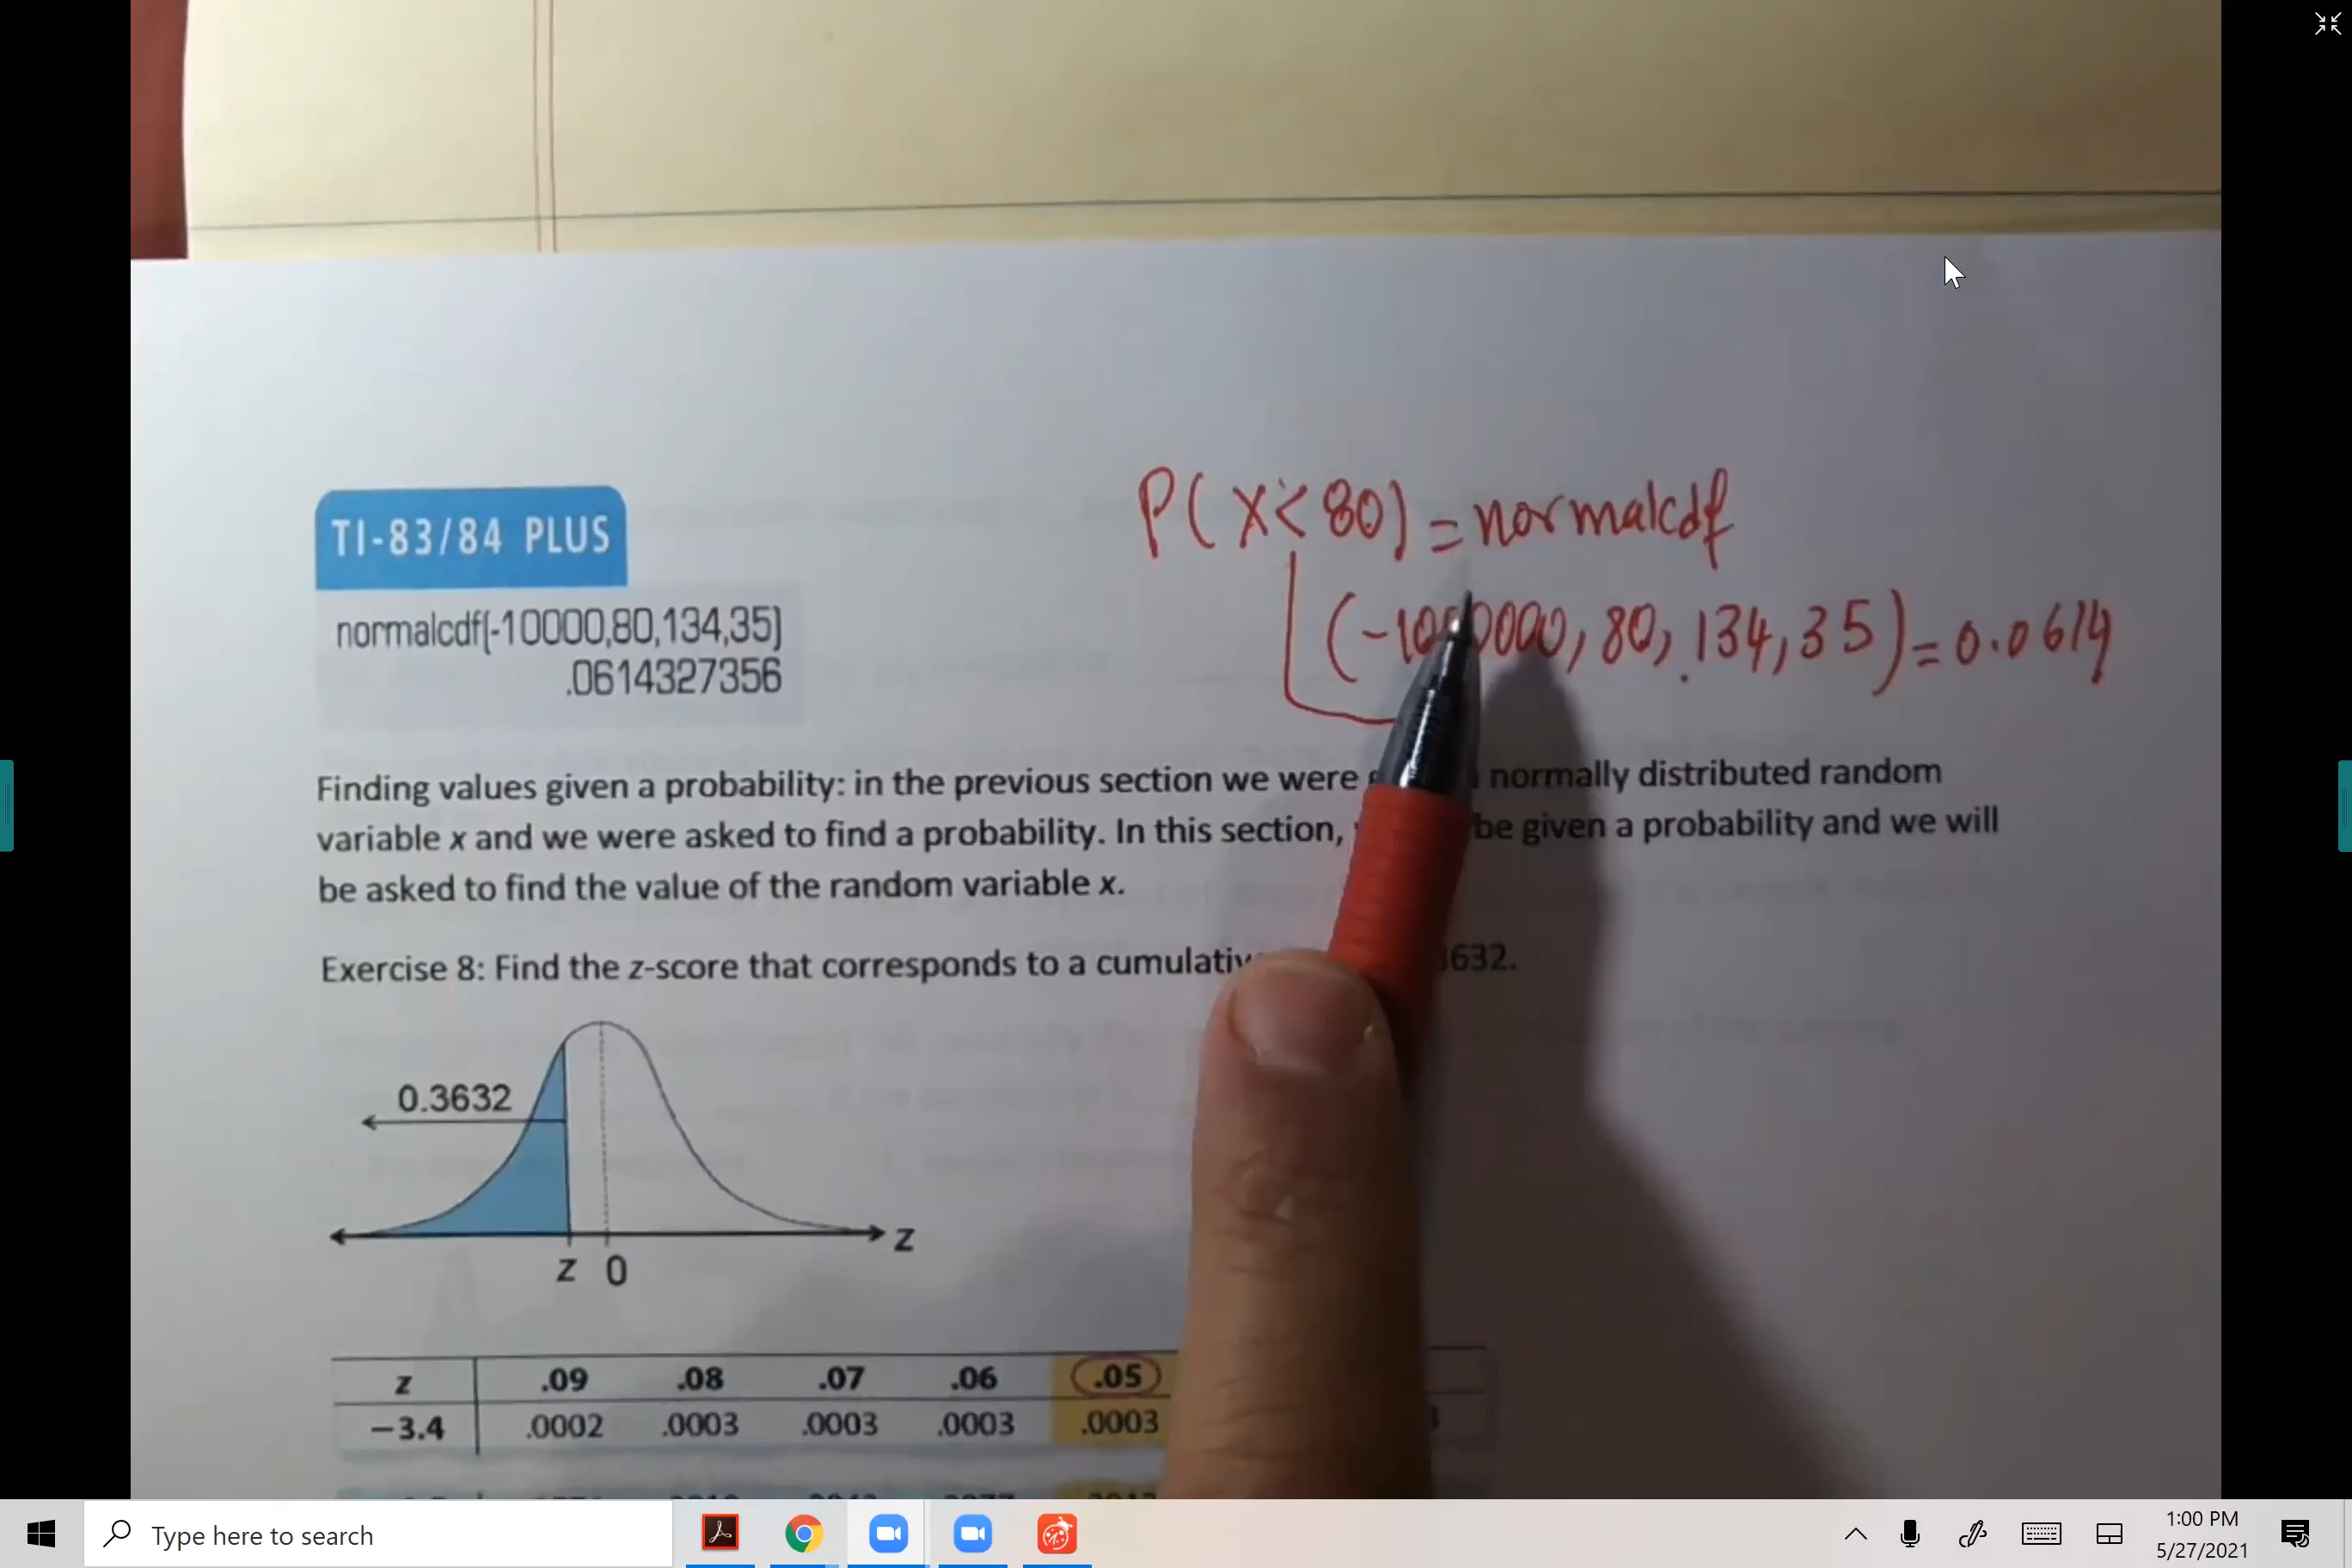 P(X<80) = normalcdf
TI-83/84 PLUS
normalcdf(-10000,80,134,35)
.0614327356
, 80, 134, 35) = 0.0614
Finding values given a probability: in the previous section we were normally distributed random
variable x and we were asked to find a probability. In this section, be given a probability and we will
be asked to find the value of the random variable x.
Exercise 8: Find the z-score that corresponds to a 3632.
0.3632
z
z 0
z .09 .08 .07 .06 .05
−3.4 .0002 .0003 .0003 .0003 .0003
Type here to search
1:00 PM
5/27/2021